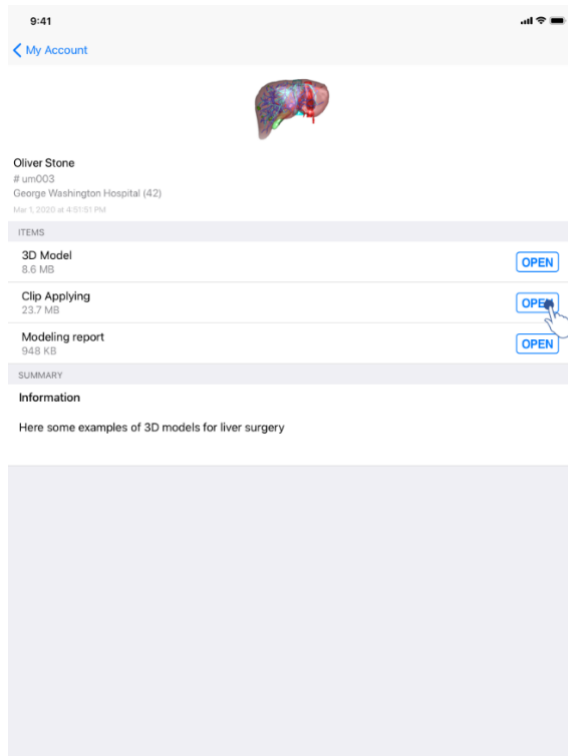 9:41
My Account
Oliver Stone
# um003
George Washington Hospital (42)
Mar 1, 2020 at 4:51:51 PM
ITEMS
3D Model
OPEN
8.6 MB
Clip Applying
OPEN
23.7 MB
Modeling report
OPEN
948 KB
SUMMARY
Information
Here some examples of 3D models for liver surgery